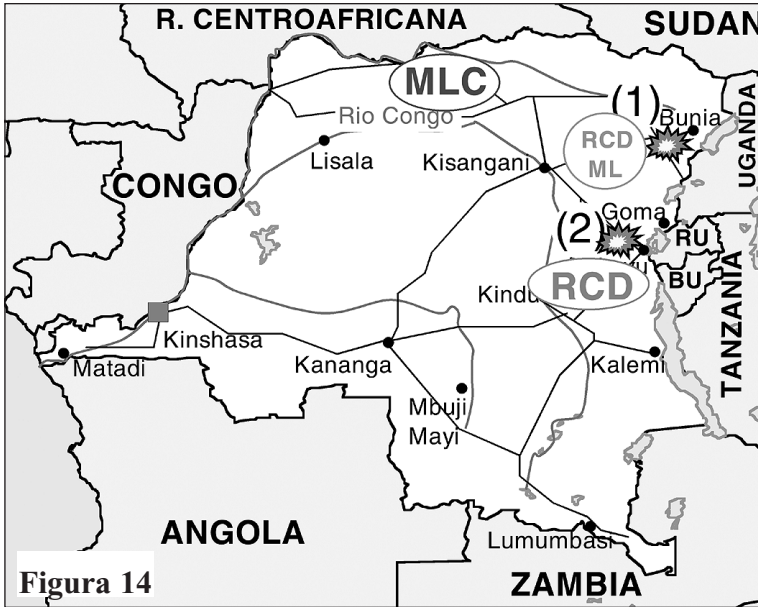 R. CENTROAFRICANA
SUDAN
MLC
(1)
Bunia
Rio Congo
RCD
ML
UGANDA
Lisala
Kisangani
CONGO
Goma
(2)
RU
BU
Kindu
RCD
TANZANIA
Kinshasa
Matadi
Kananga
Kalemi
Mbuji
Mayi
ANGOLA
Lumumbasi
ZAMBIA
Figura 14